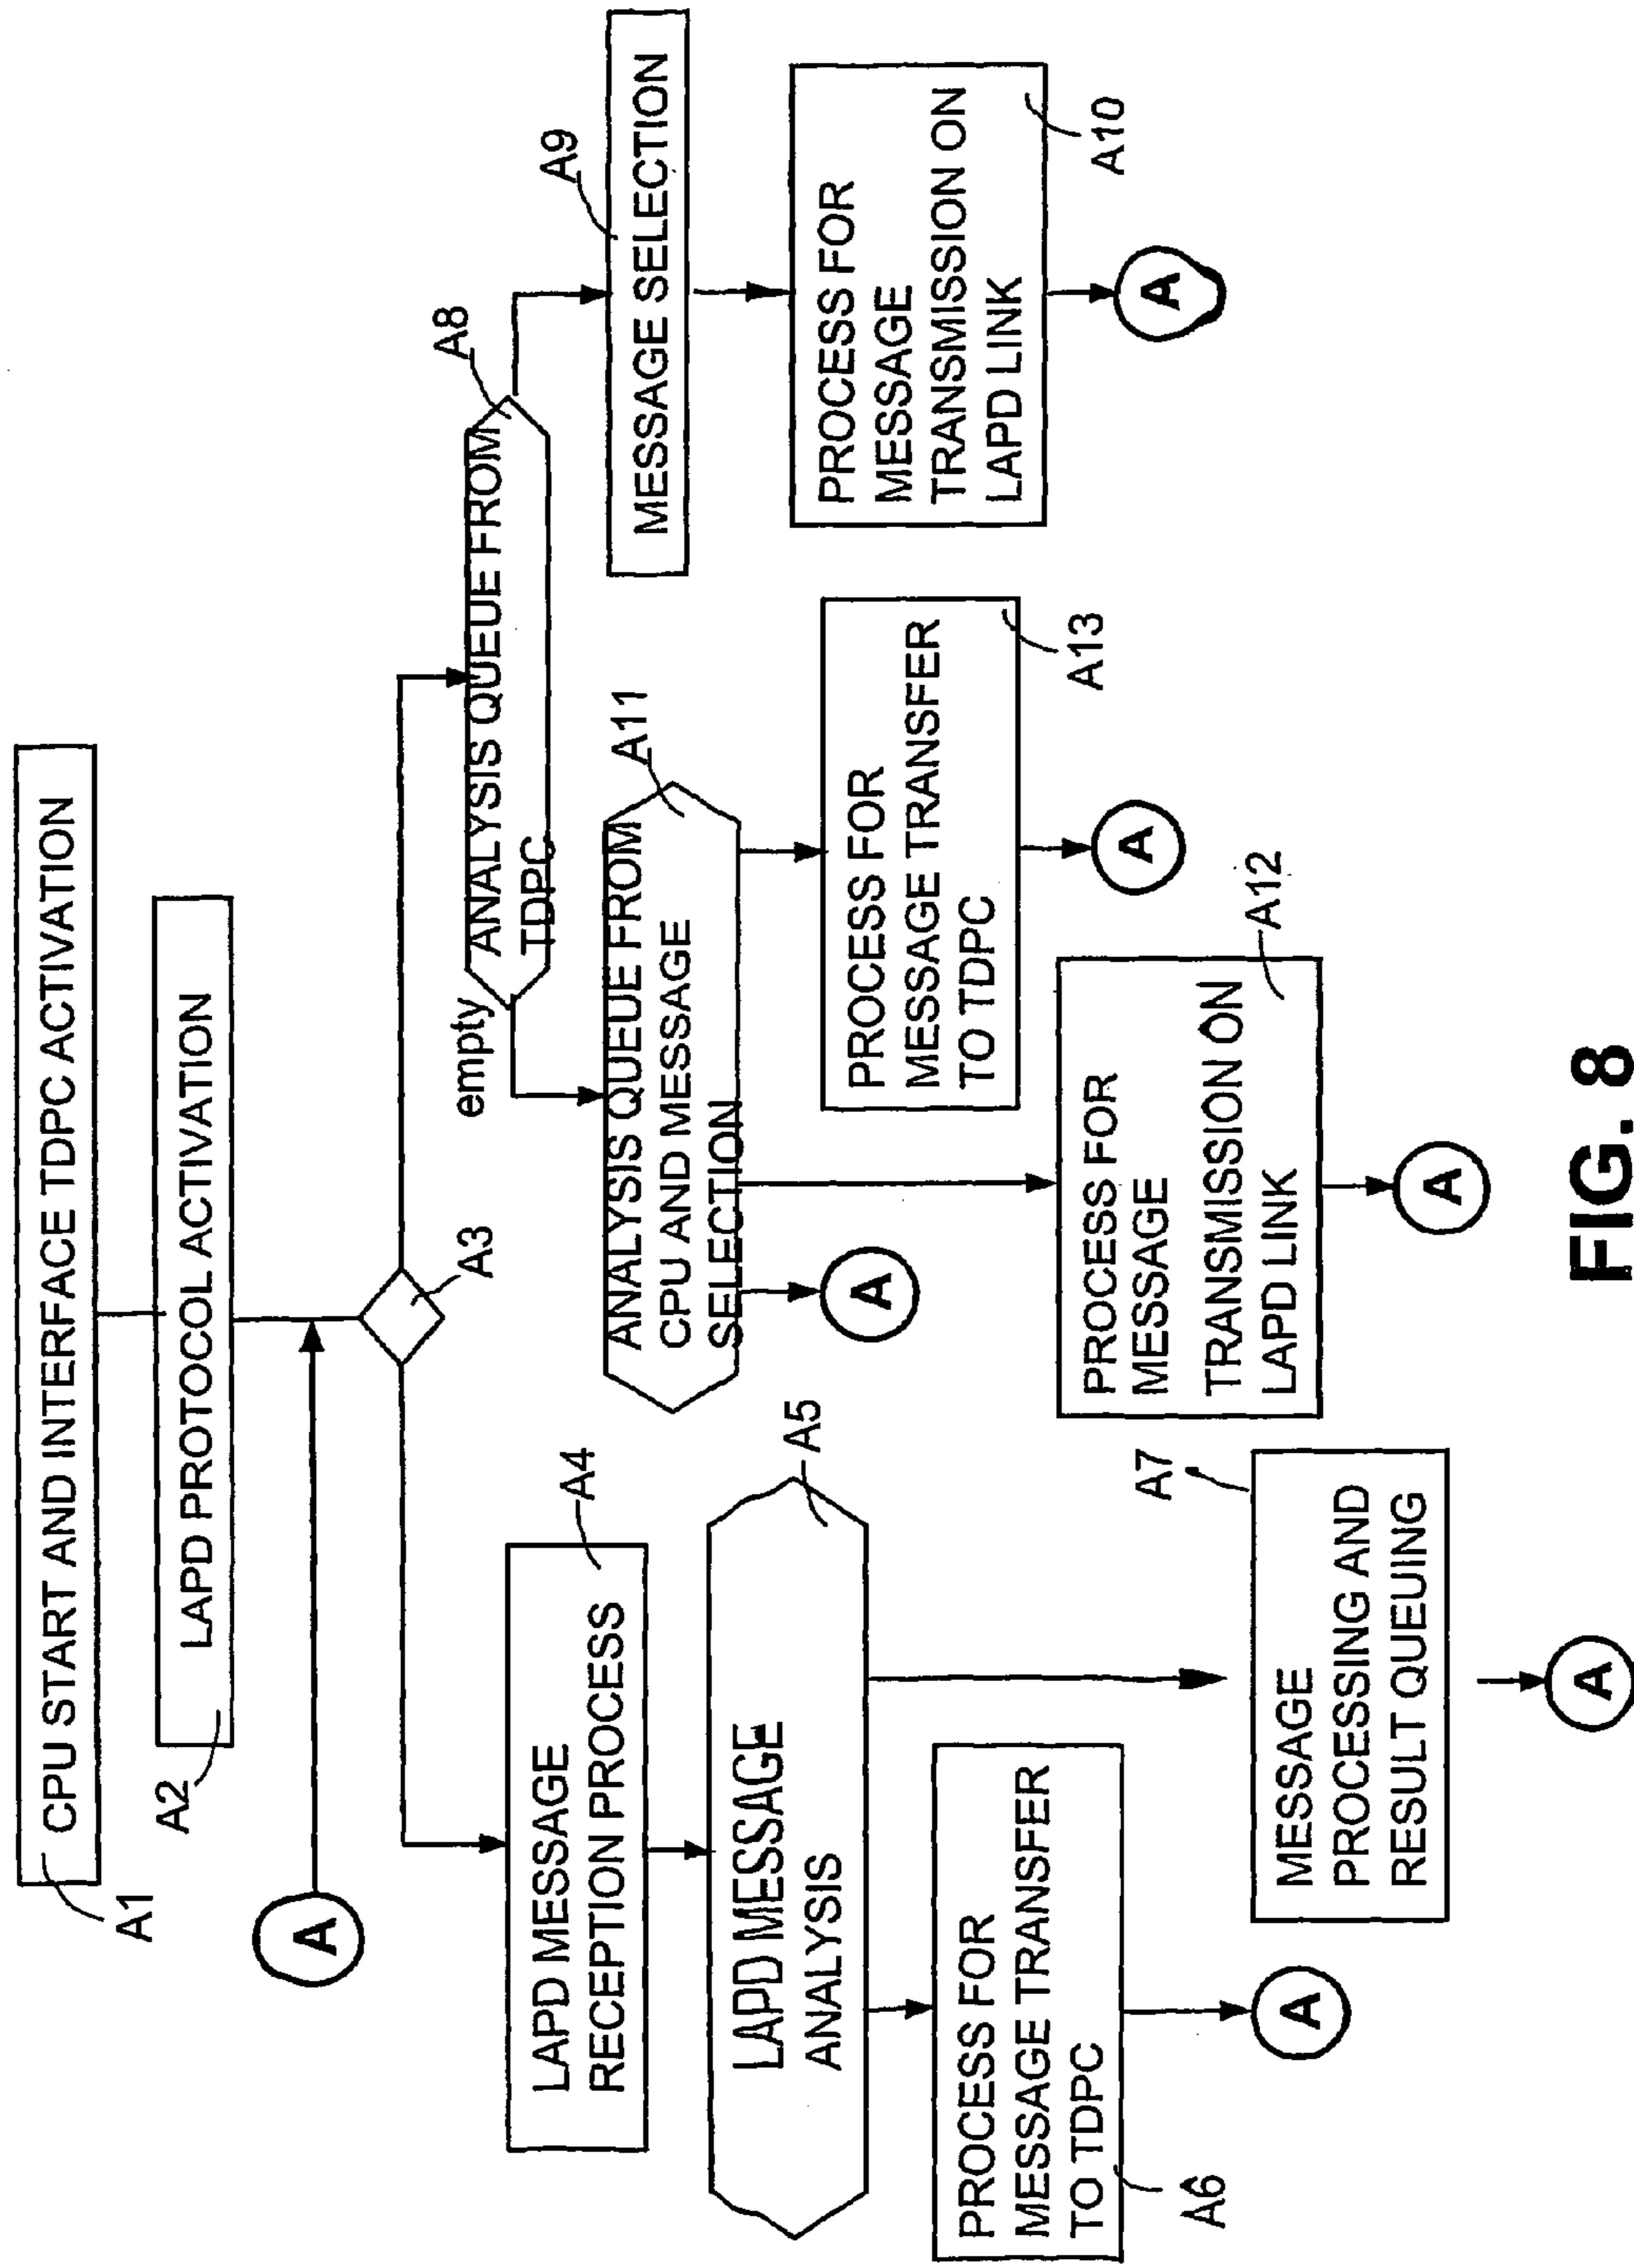 CPU START AND INTERFACE TDPC ACTIVATION
A1
LAPD PROTOCOL ACTIVATION
A2
A
A3
LAPD MESSAGE
RECEPTION PROCESS
A4
LAPD MESSAGE
ANALYSIS
A5
PROCESS FOR
MESSAGE TRANSFER
TO TDPC
A6
A
MESSAGE
PROCESSING AND
RESULT QUEUING
A7
A
ANALYSIS QUEUE FROM
TDPC
A8
empty
MESSAGE SELECTION
A9
PROCESS FOR
MESSAGE
TRANSMISSION ON
LAPD LINK
A10
A
ANALYSIS QUEUE FROM
CPU AND MESSAGE
SELECTION
A11
A
PROCESS FOR
MESSAGE
TRANSMISSION ON
LAPD LINK
A12
A
PROCESS FOR
MESSAGE TRANSFER
TO TDPC
A13
A
FIG. 8